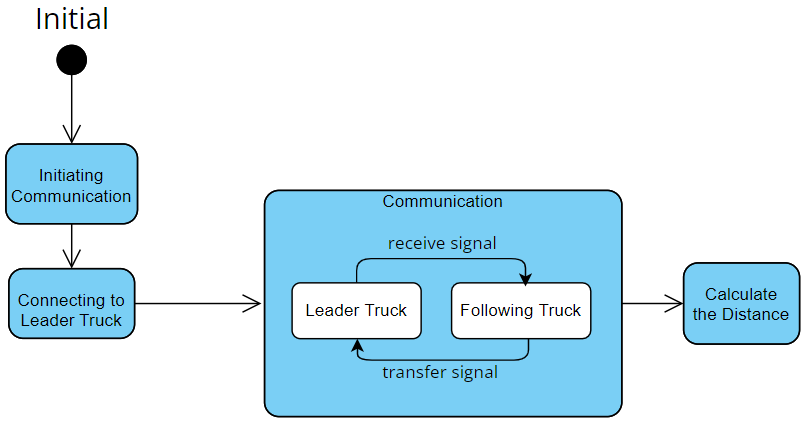 Initial
Initiating
Communication
Connecting to
Leader Truck
Communication
receive signal
Leader Truck
Following Truck
transfer signal
Calculate
the Distance